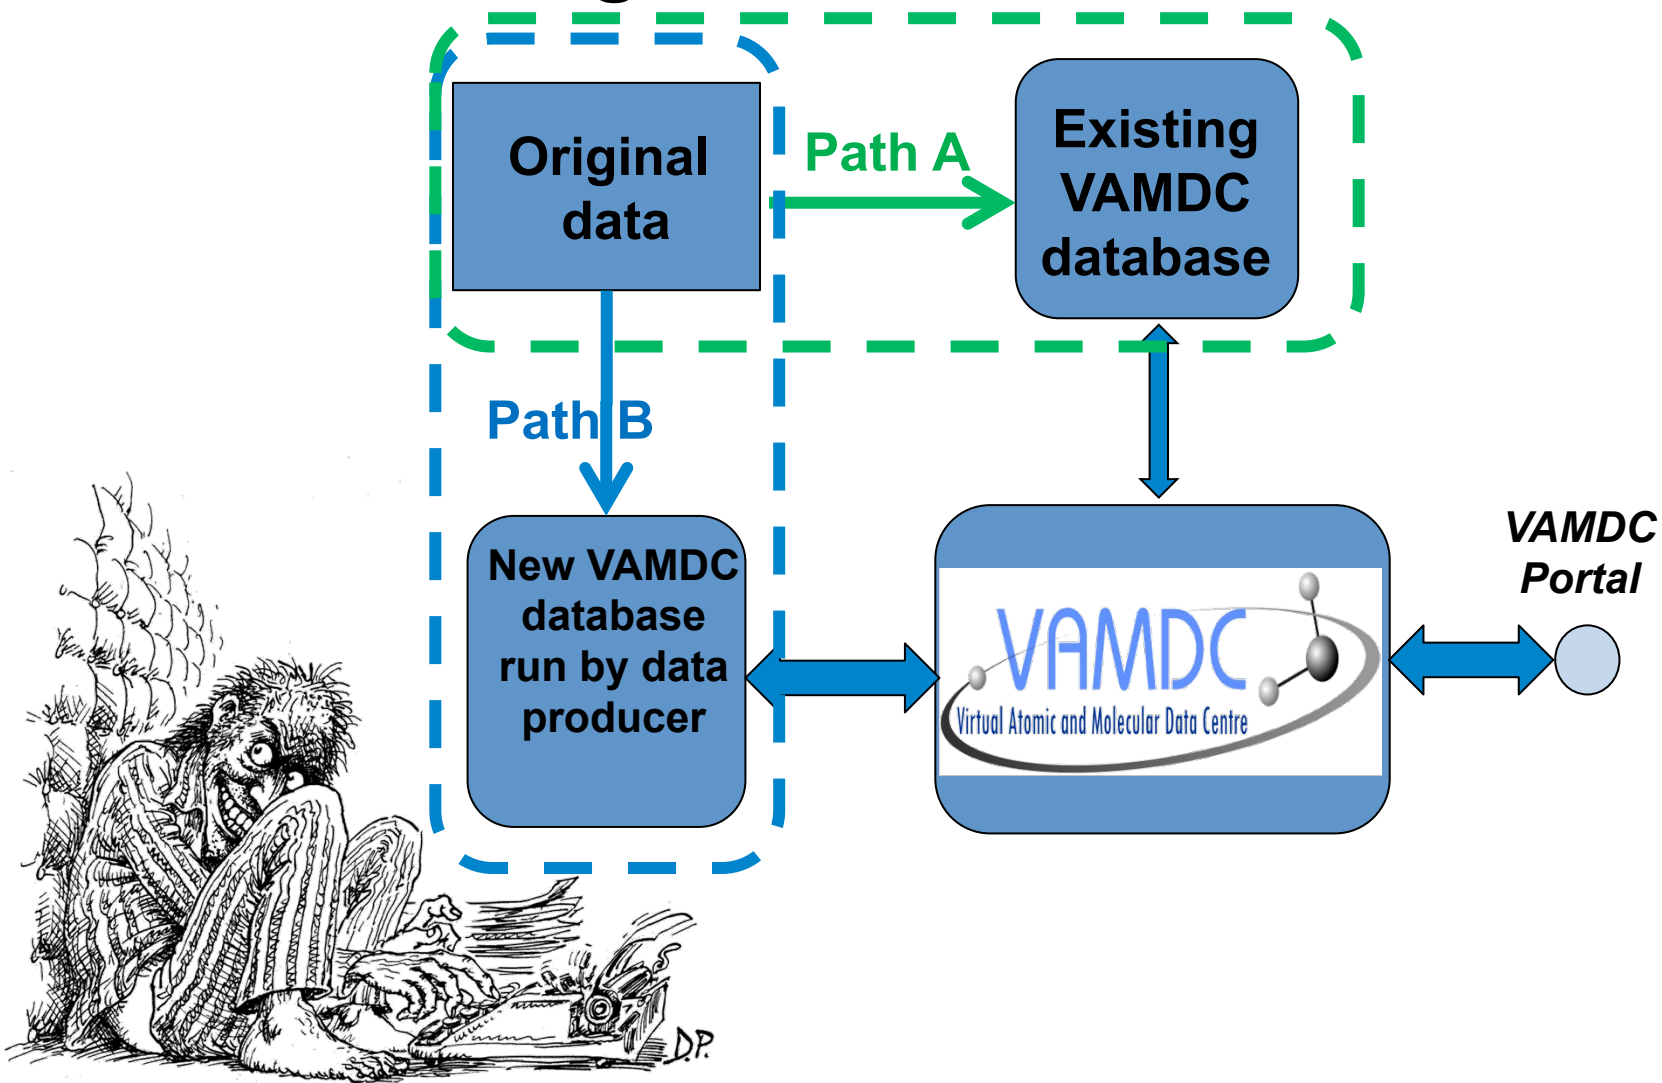 Original
data
Path A
Existing
VAMDC
database
Path B
New VAMDC
database
run by data
producer
VAMDC
Virtual Atomic and Molecular Data Centre
VAMDC
Portal
D.P.